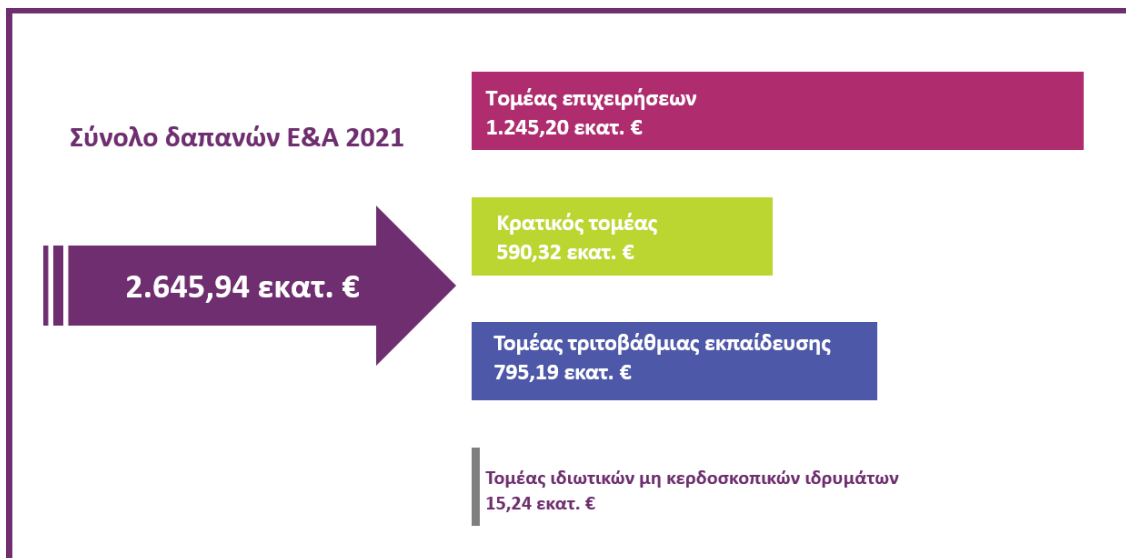 Σύνολο δαπανών Ε&Α 2021
2.645,94 εκατ. €
Τομέας επιχειρήσεων
1.245,20 εκατ. €
Κρατικός τομέας
590,32 εκατ. €
Τομέας τριτοβάθμιας εκπαίδευσης
795,19 εκατ. €
Τομέας ιδιωτικών μη κερδοσκοπικών ιδρυμάτων
15,24 εκατ. €